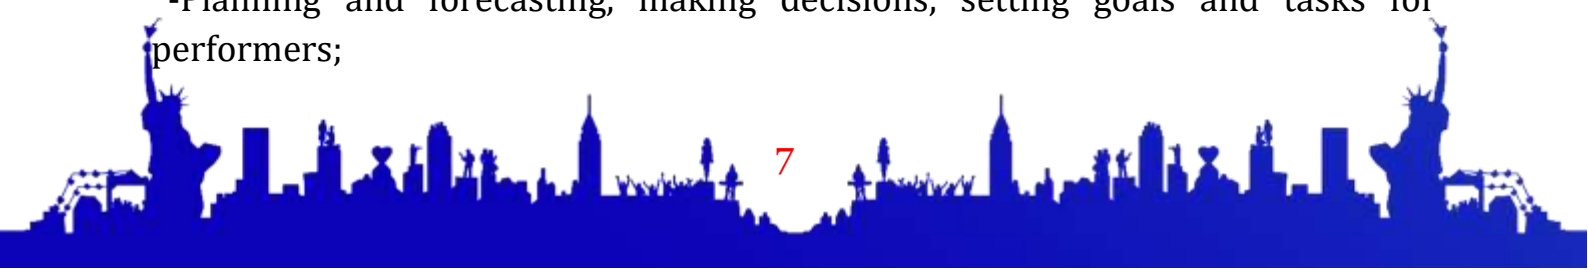 -Planning and forecasting, making decisions, setting goals and tasks for
performers;
7